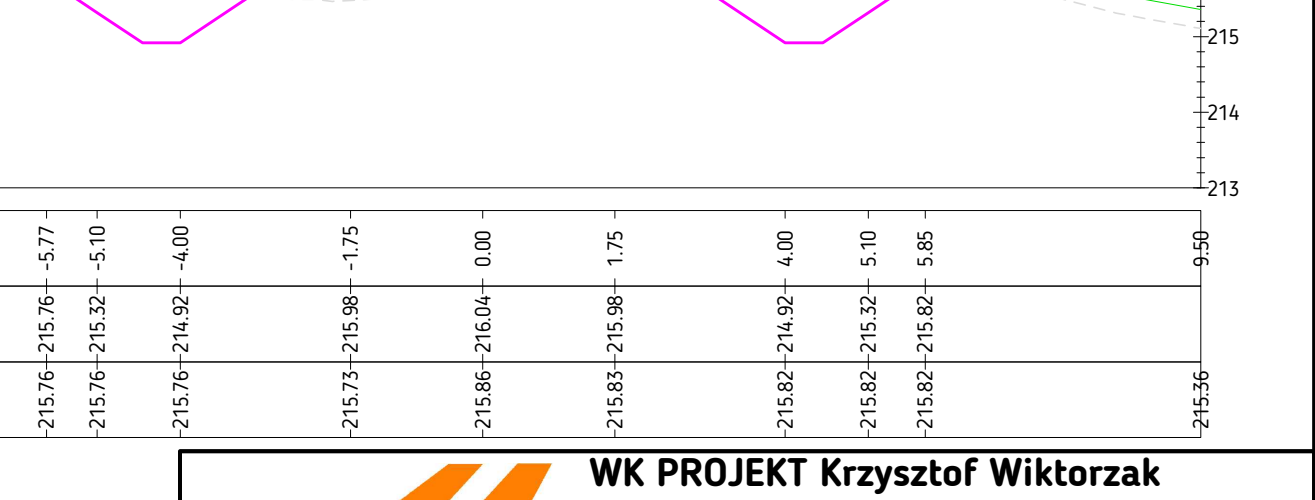 215
214
213
-5.77 -5.10 -4.00 -1.75 0.00 1.75 4.00 5.10 5.85 9.50
215.76 215.32 214.92 215.98 216.04 215.98 214.92 215.32 215.82
215.76 215.76 215.76 215.73 215.86 215.83 215.82 215.82 215.82 215.36
WK PROJEKT Krzysztof Wiktorzak